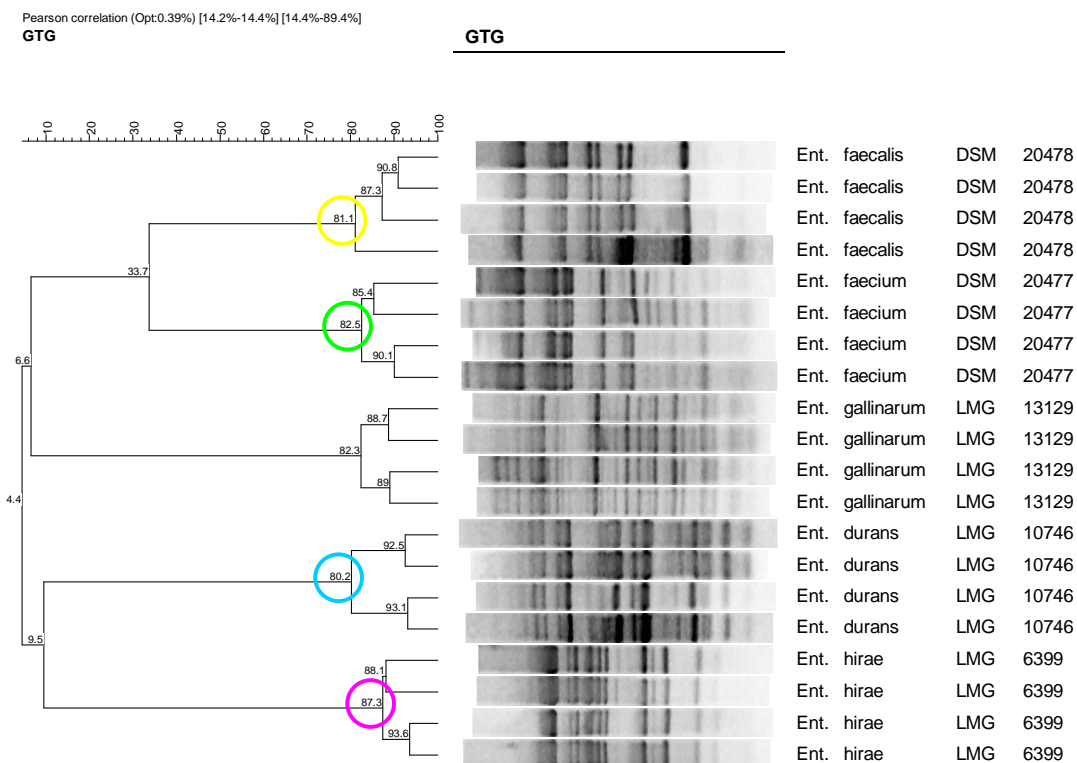 Pearson correlation (Opt:0.39%) [14.2%-14.4%] [14.4%-89.4%]
GTG GTG
10 20 30 40 50 60 70 80 90 100
90.8
87.3
81.1
33.7
85.4
82.5
90.1
6.6
88.7
82.3
89
4.4
92.5
80.2
93.1
9.5
88.1
87.3
93.6
Ent. faecalis DSM 20478
Ent. faecalis DSM 20478
Ent. faecalis DSM 20478
Ent. faecalis DSM 20478
Ent. faecium DSM 20477
Ent. faecium DSM 20477
Ent. faecium DSM 20477
Ent. faecium DSM 20477
Ent. gallinarum LMG 13129
Ent. gallinarum LMG 13129
Ent. gallinarum LMG 13129
Ent. gallinarum LMG 13129
Ent. durans LMG 10746
Ent. durans LMG 10746
Ent. durans LMG 10746
Ent. durans LMG 10746
Ent. hirae LMG 6399
Ent. hirae LMG 6399
Ent. hirae LMG 6399
Ent. hirae LMG 6399